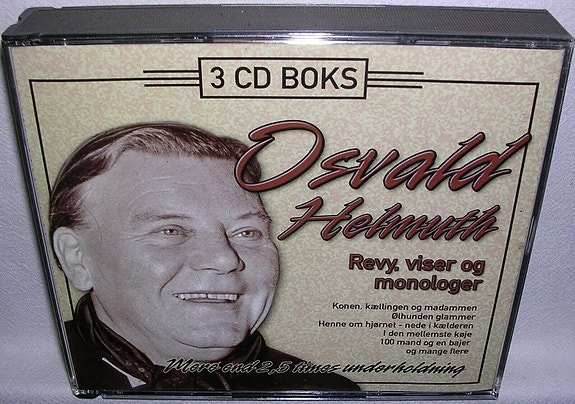 3 CD BOKS
Osvald
Helmuth
Revy, viser og
monologer
Konen, kællingen og madammen
Ølhunden glammer
Henne om hjørnet - nede i kælderen
I den mellemste køje
100 mand og en bajer
og mange flere
Mere end 2,5 times underholdning